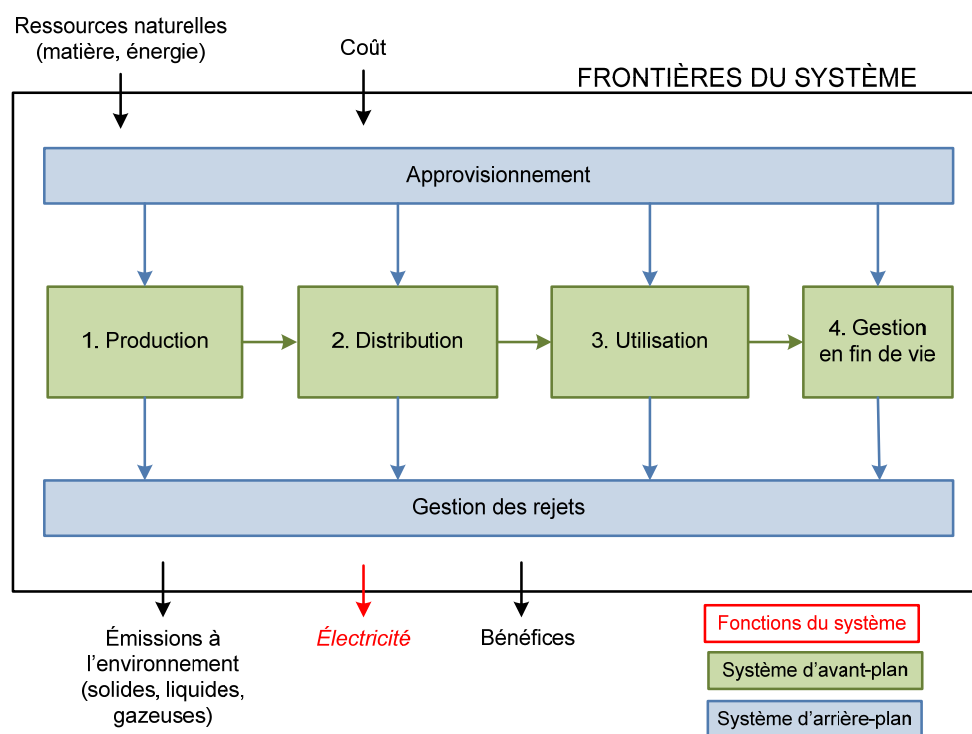 Ressources naturelles
(matière, énergie)
Coût
FRONTIÈRES DU SYSTÈME
Approvisionnement
1. Production
2. Distribution
3. Utilisation
4. Gestion
en fin de vie
Gestion des rejets
Émissions à
l’environnement
(solides, liquides,
gazeuses)
Électricité
Bénéfices
Fonctions du système
Système d’avant-plan
Système d’arrière-plan